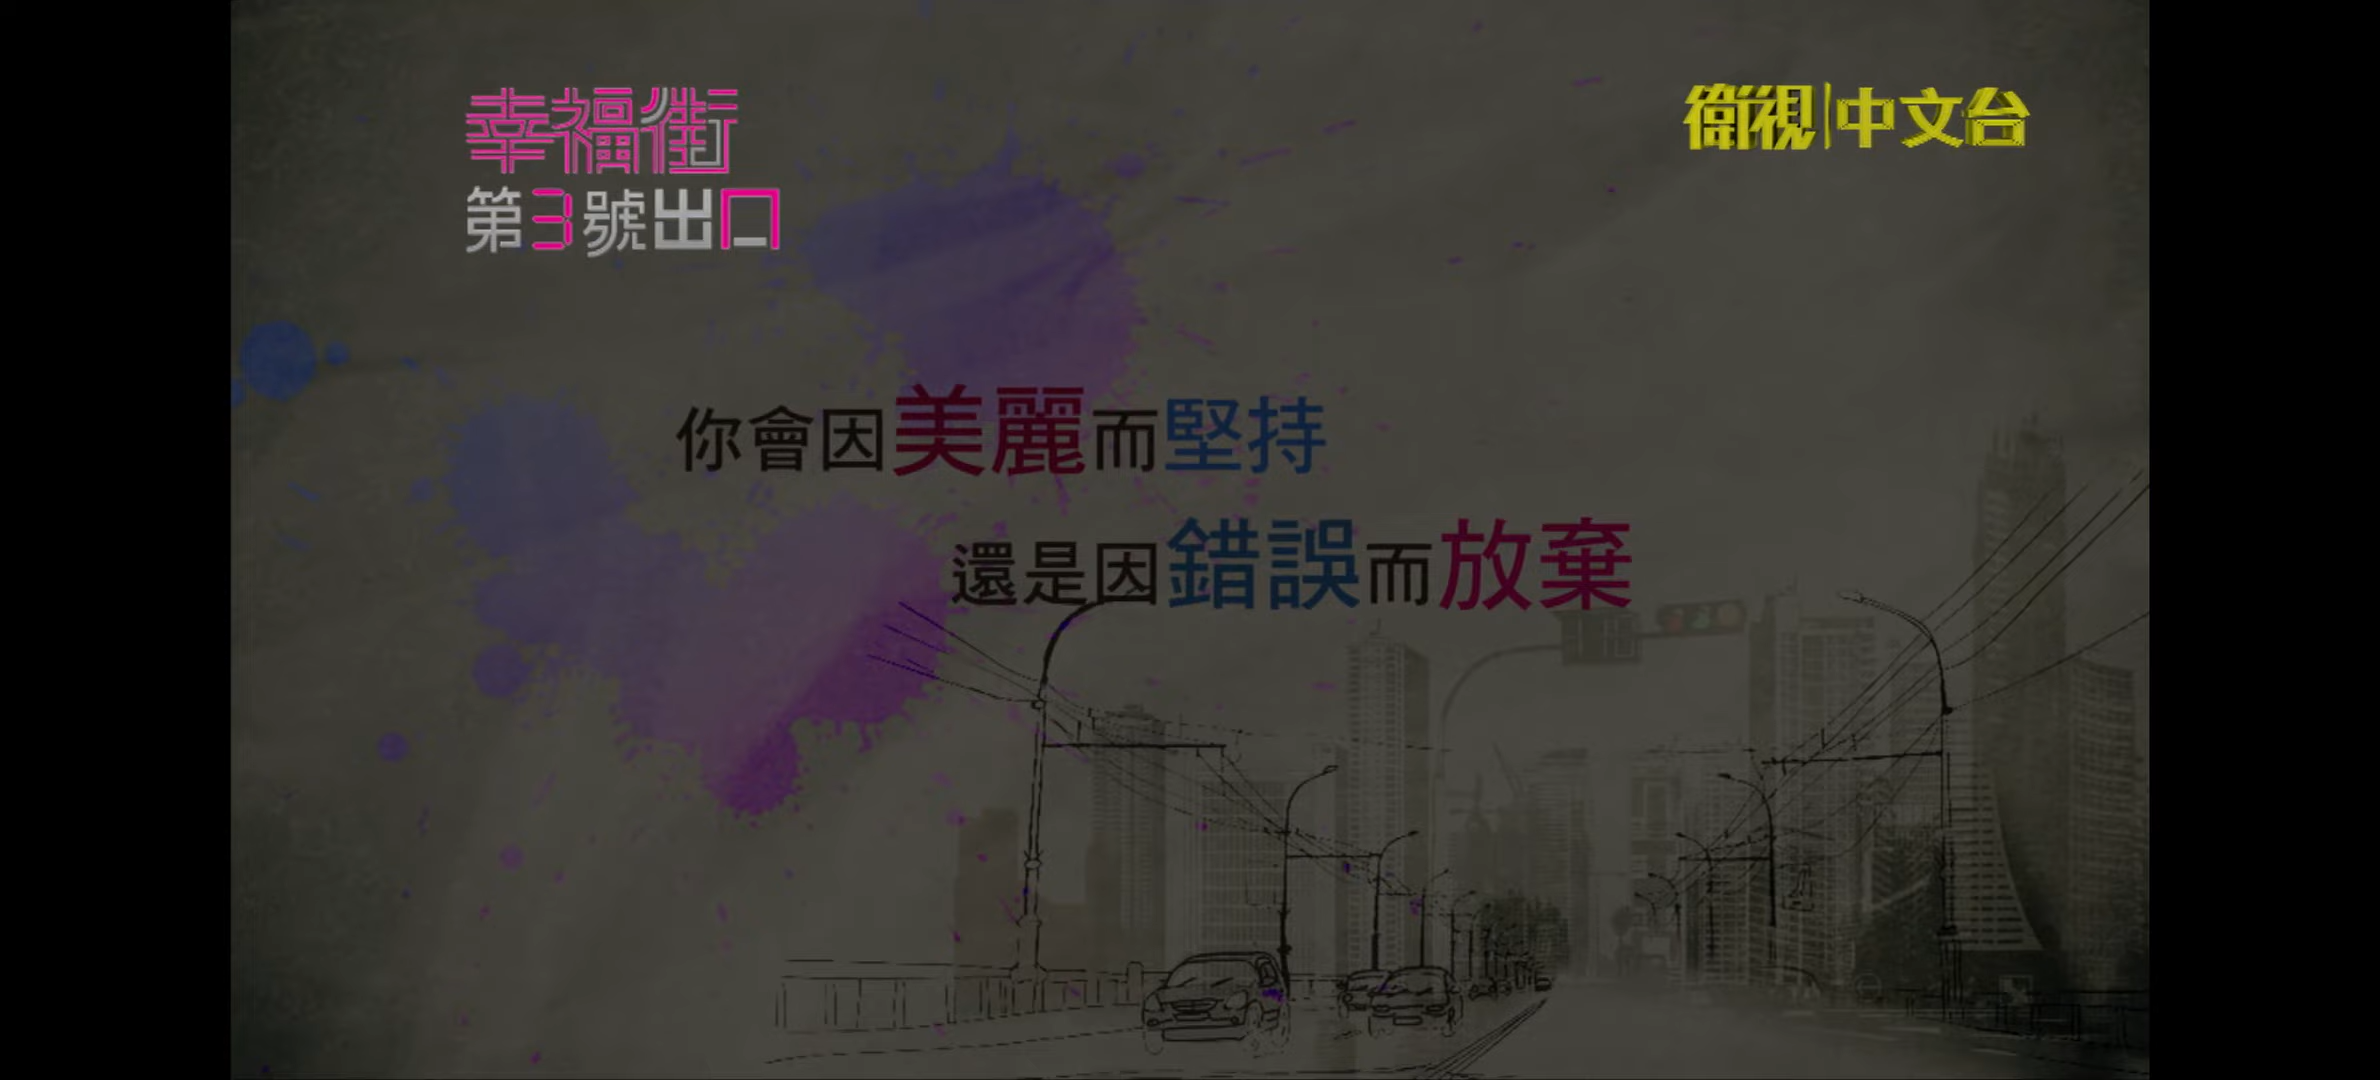 幸福街
第3號出口
衛視|中文台
你會因美麗而堅持
還是因錯誤而放棄